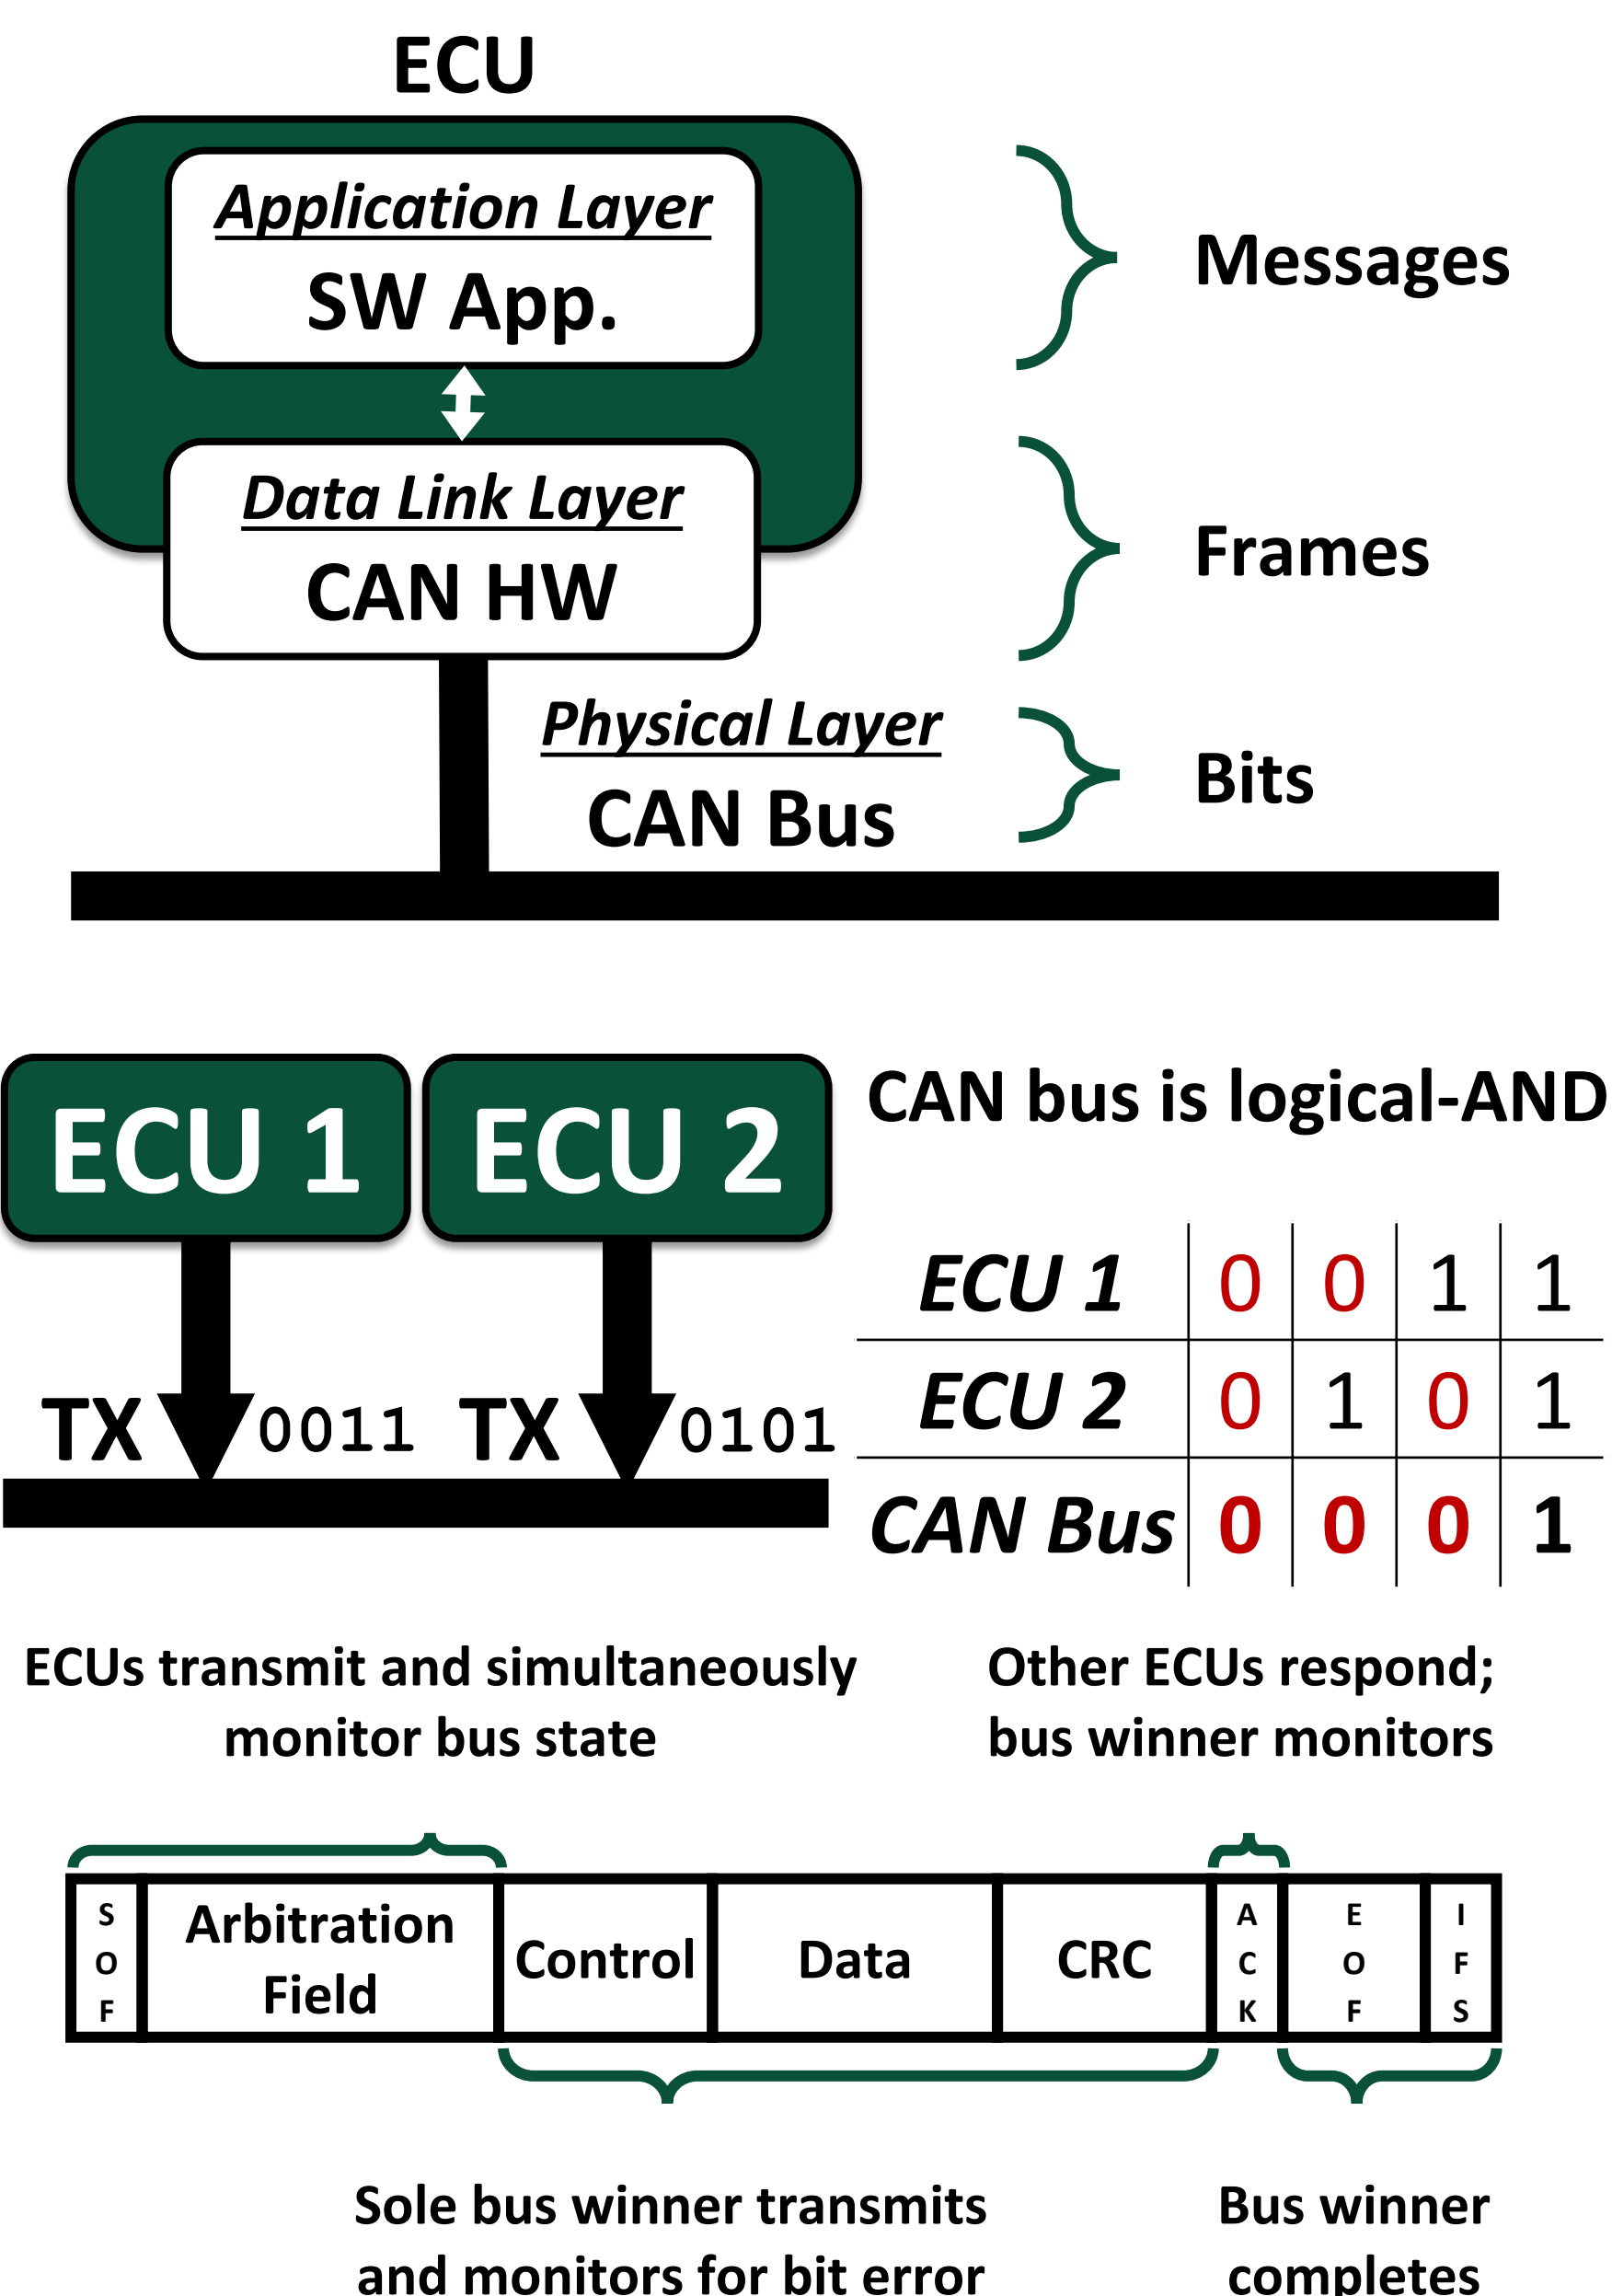 ECU
Application Layer
SW App.
Messages
Data Link Layer
CAN HW
Frames
Physical Layer
CAN Bus
Bits
ECU 1
ECU 2
TX
0011
TX
0101
CAN bus is logical-AND
ECU 1 0 0 1 1
ECU 2 0 1 0 1
CAN Bus 0 0 0 1
ECUs transmit and simultaneously
monitor bus state
Other ECUs respond;
bus winner monitors
SOF
Arbitration
Field
Control
Data
CRC
ACK
EOF
IFS
Sole bus winner transmits
and monitors for bit error
Bus winner
completes